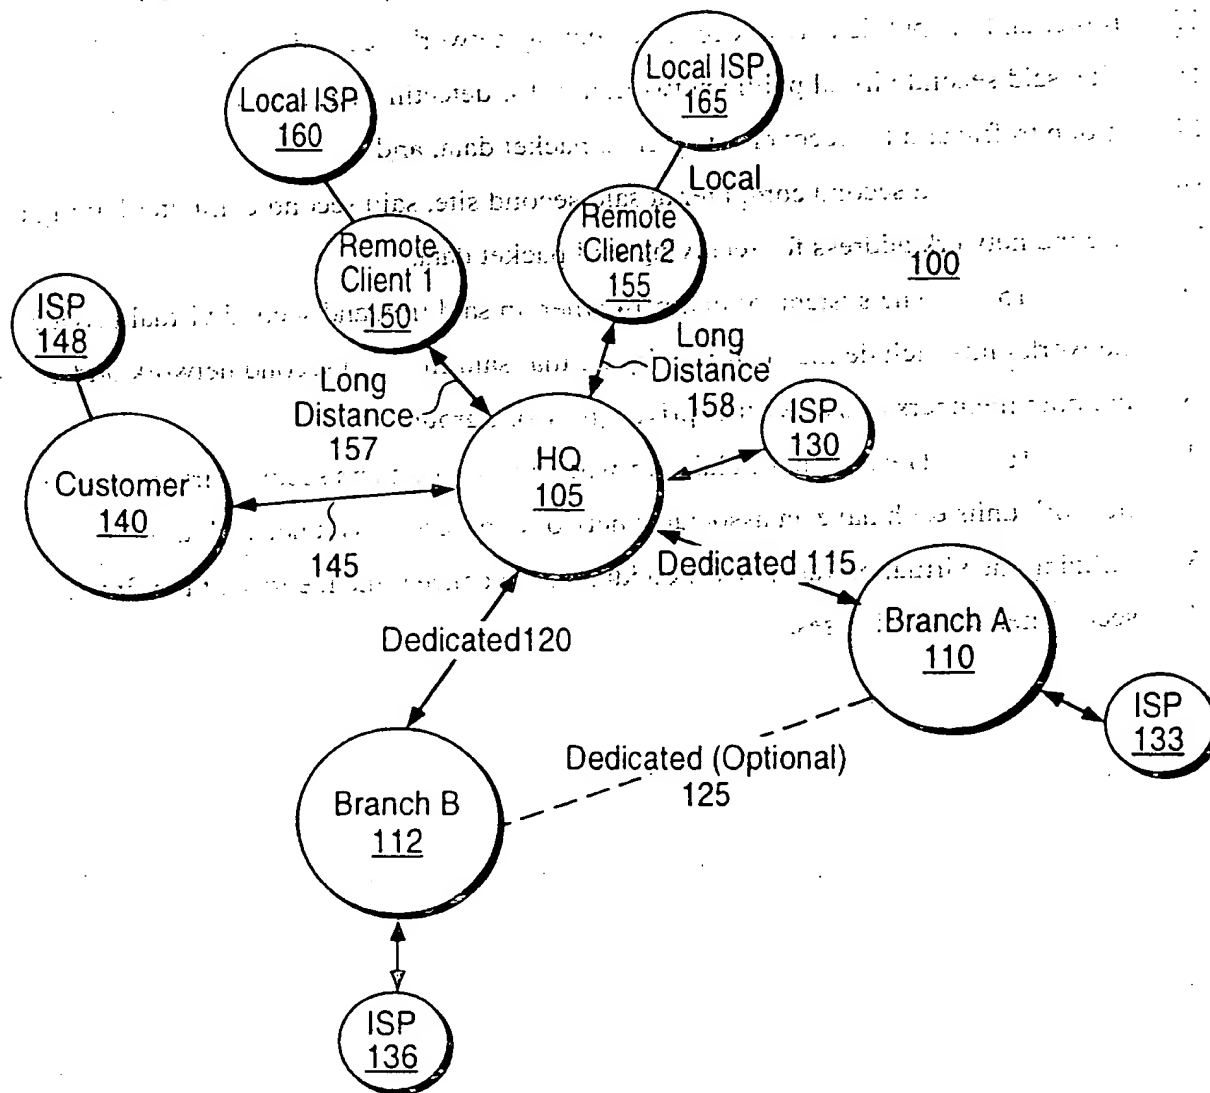 Local ISP
160
Local ISP
165
Local
Remote
Client 1
150
Remote
Client 2
155
100
ISP
148
Long
Distance
157
Long
Distance
158
ISP
130
Customer
140
HQ
105
145
Dedicated 115
Dedicated120
Branch A
110
ISP
133
Dedicated (Optional)
125
Branch B
112
ISP
136